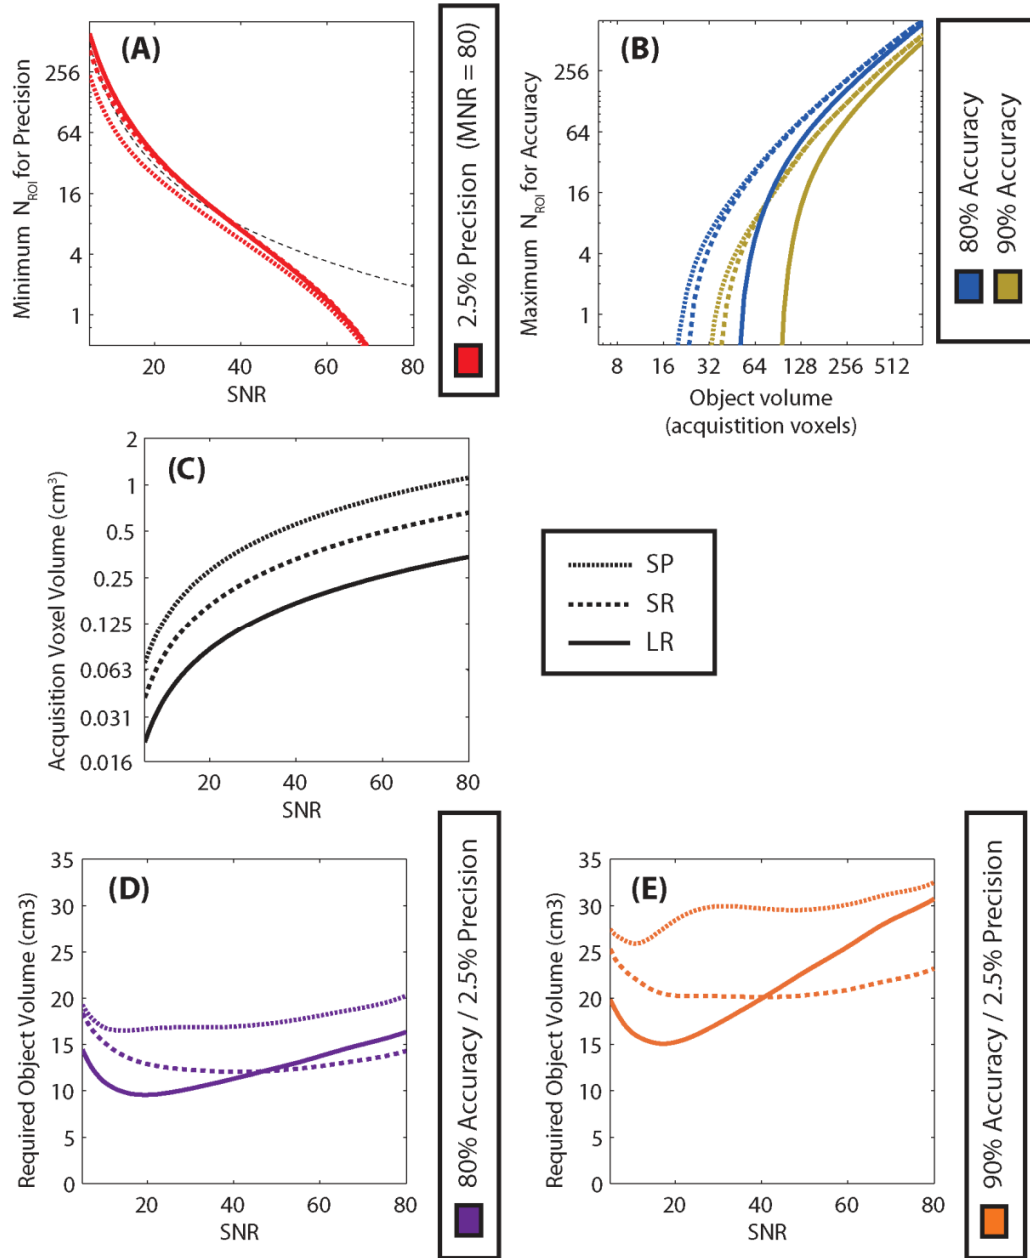 (A)
Minimum N_ROI for Precision
256
64
16
4
1
20
40
60
80
SNR
2.5% Precision (MNR = 80)
(B)
Maximum N_ROI for Accuracy
256
64
16
4
1
8
16
32
64
128
256
512
Object volume
(acquistition voxels)
80% Accuracy
90% Accuracy
(C)
Acquisition Voxel Volume (cm³)
2
1
0.5
0.25
0.125
0.063
0.031
0.016
20
40
60
80
SNR
SP
SR
LR
(D)
Required Object Volume (cm3)
35
30
25
20
15
10
5
0
20
40
60
80
SNR
80% Accuracy / 2.5% Precision
(E)
Required Object Volume (cm3)
35
30
25
20
15
10
5
0
20
40
60
80
SNR
90% Accuracy / 2.5% Precision